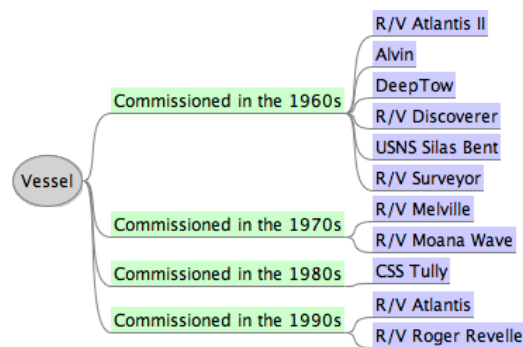 Vessel
Commissioned in the 1960s
R/V Atlantis II
Alvin
DeepTow
R/V Discoverer
USNS Silas Bent
R/V Surveyor
Commissioned in the 1970s
R/V Melville
R/V Moana Wave
Commissioned in the 1980s
CSS Tully
Commissioned in the 1990s
R/V Atlantis
R/V Roger Revelle